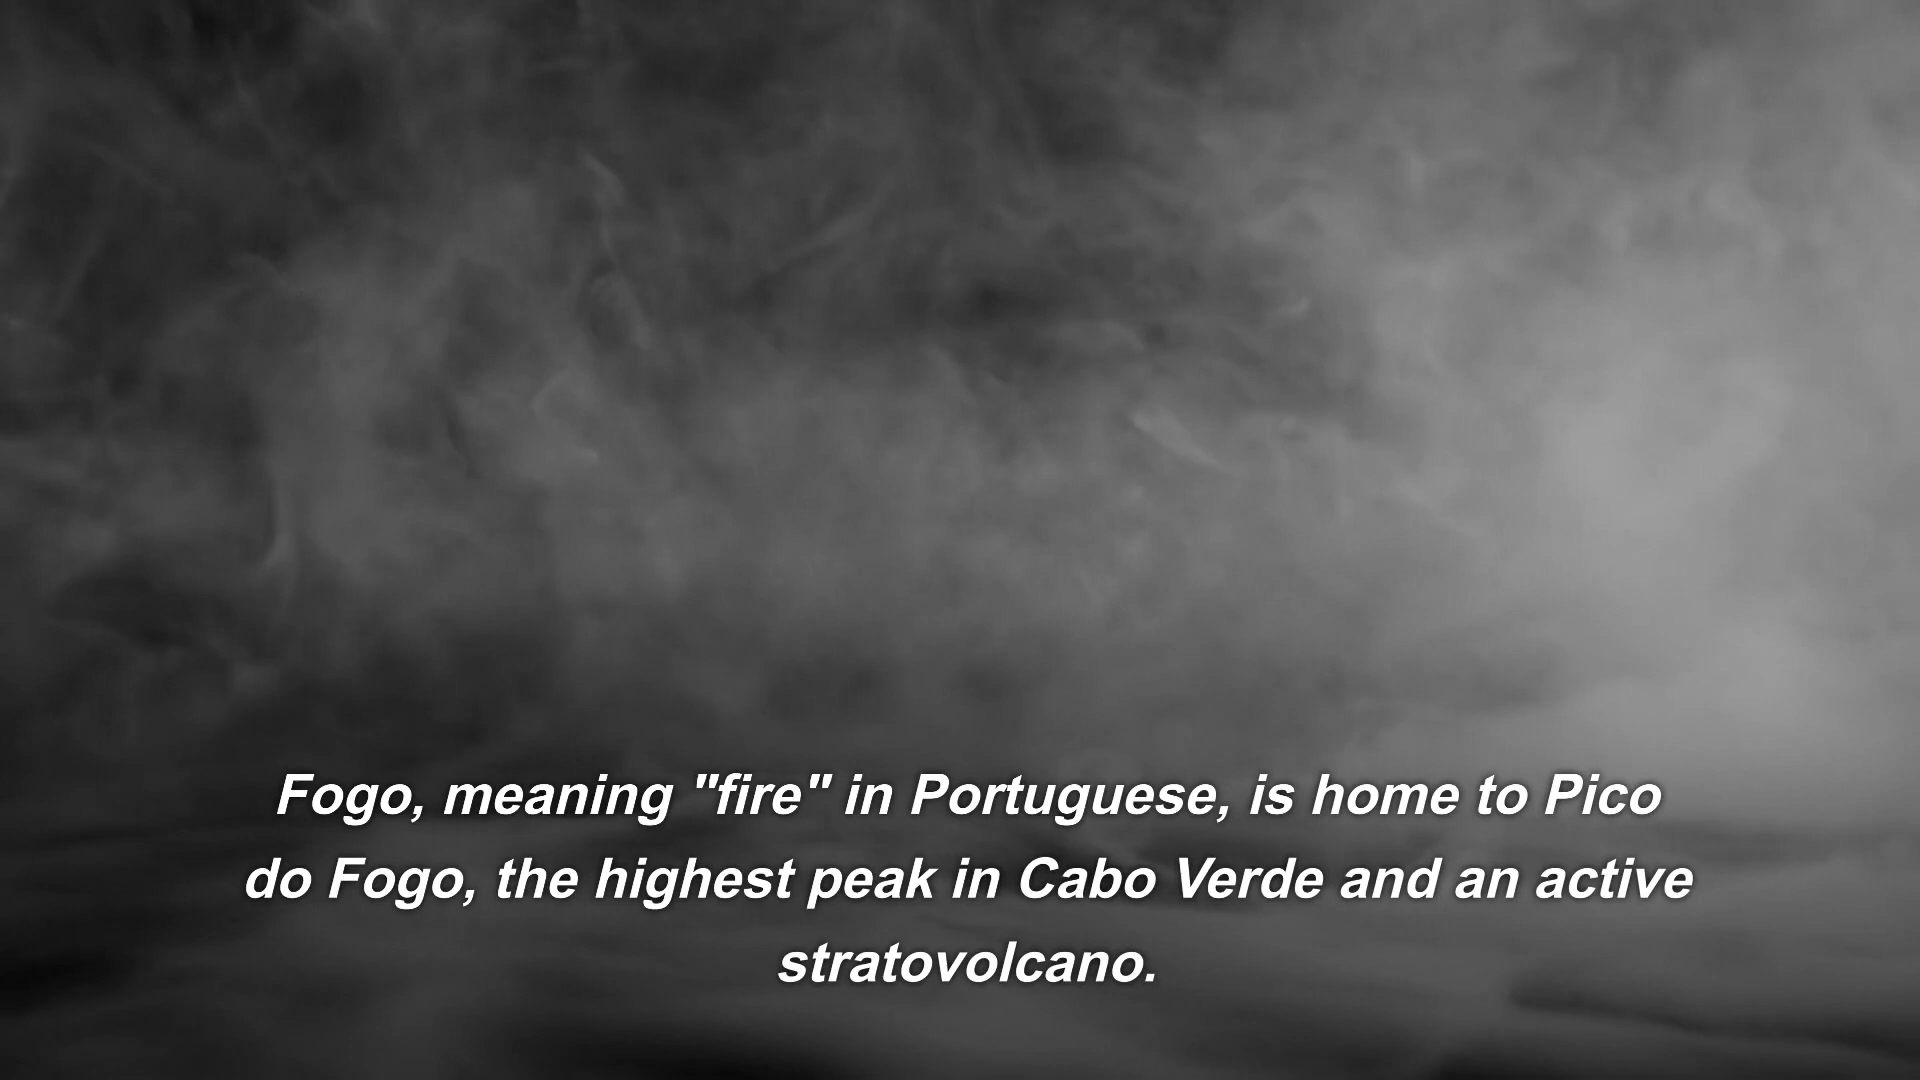 Fogo, meaning "fire" in Portuguese, is home to Pico
do Fogo, the highest peak in Cabo Verde and an active
stratovolcano.